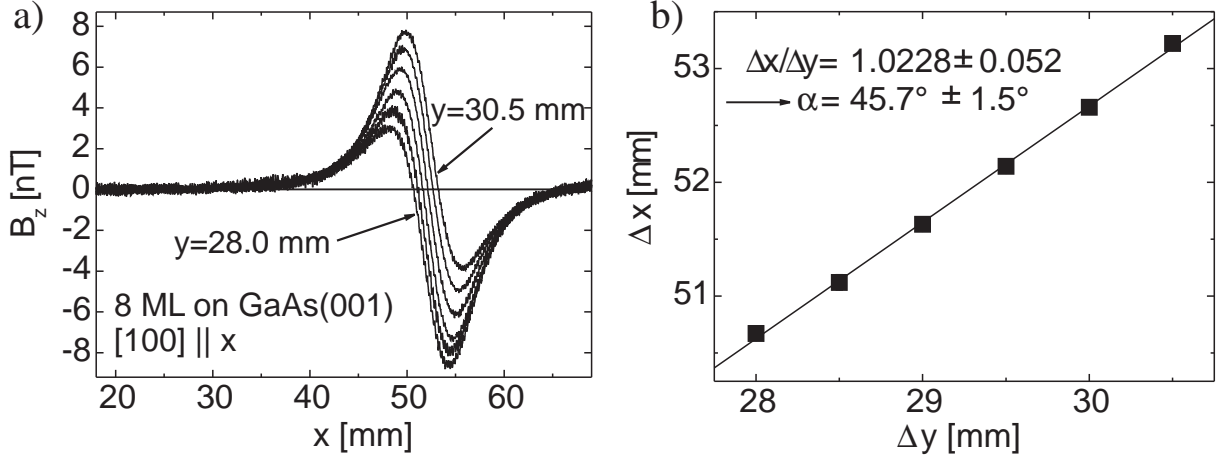 a)
8
6
4
2
0
-2
-4
-6
-8
B_z [nT]
y=30.5 mm
y=28.0 mm
8 ML on GaAs(001)
[100] || x
20 30 40 50 60
x [mm]
b)
Δx/Δy= 1.0228± 0.052
α= 45.7° ± 1.5°
53
52
51
Δx [mm]
28 29 30
Δy [mm]